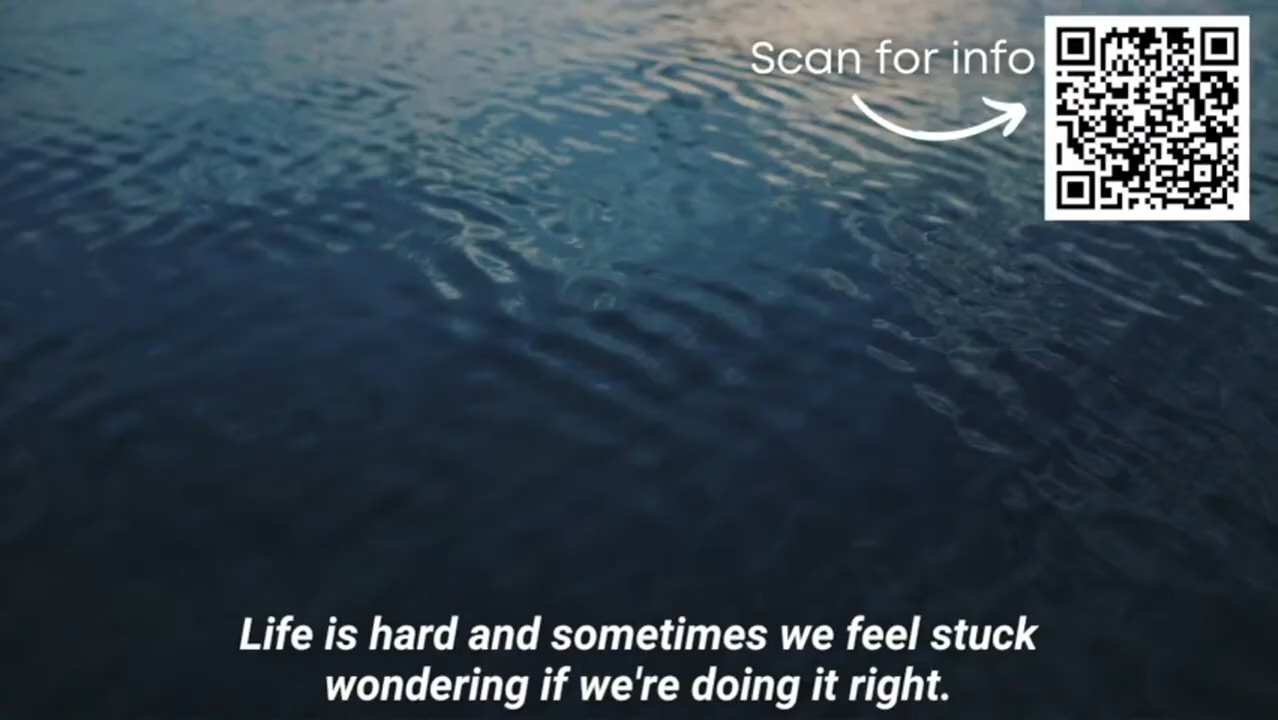 Scan for info
Life is hard and sometimes we feel stuck
wondering if we're doing it right.